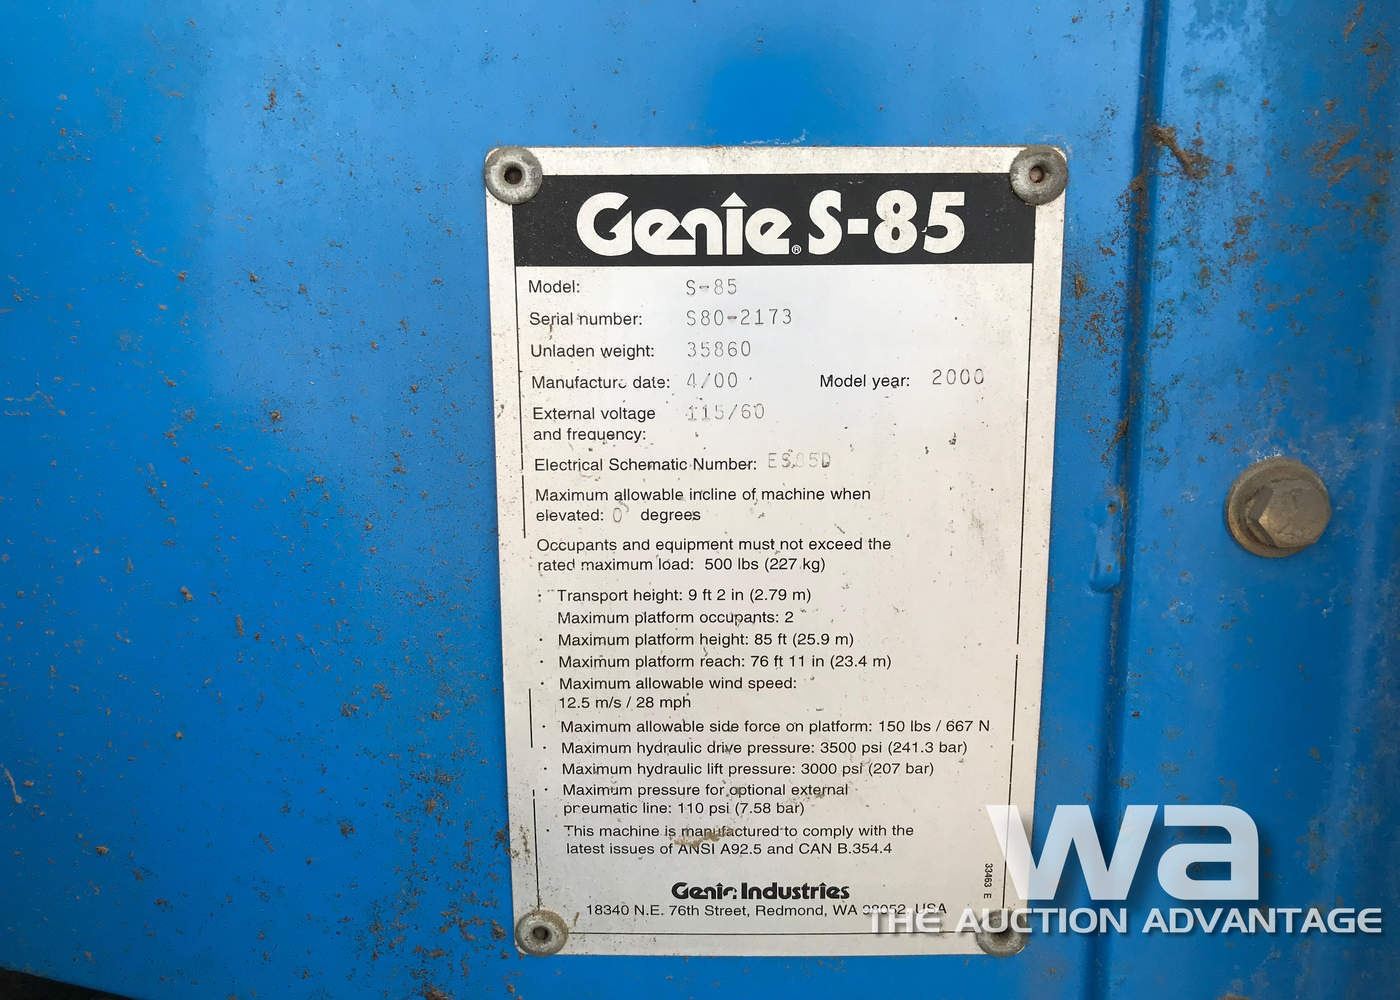 Genie® S-85
Model: S-85
Serial number: S80-2173
Unladen weight: 35860
Manufacture date: 4/00 Model year: 2000
External voltage 115/60
and frequency:
Electrical Schematic Number: ES85D
Maximum allowable incline of machine when
elevated: 0 degrees
Occupants and equipment must not exceed the
rated maximum load: 500 lbs (227 kg)
· Transport height: 9 ft 2 in (2.79 m)
Maximum platform occupants: 2
· Maximum platform height: 85 ft (25.9 m)
· Maximum platform reach: 76 ft 11 in (23.4 m)
· Maximum allowable wind speed:
12.5 m/s / 28 mph
· Maximum allowable side force on platform: 150 lbs / 667 N
· Maximum hydraulic drive pressure: 3500 psi (241.3 bar)
· Maximum hydraulic lift pressure: 3000 psi (207 bar)
· Maximum pressure for optional external
pneumatic line: 110 psi (7.58 bar)
· This machine is manufactured to comply with the
latest issues of ANSI A92.5 and CAN B.354.4
33463 E
Genie Industries
18340 N.E. 76th Street, Redmond, WA 98052 USA
wa
THE AUCTION ADVANTAGE